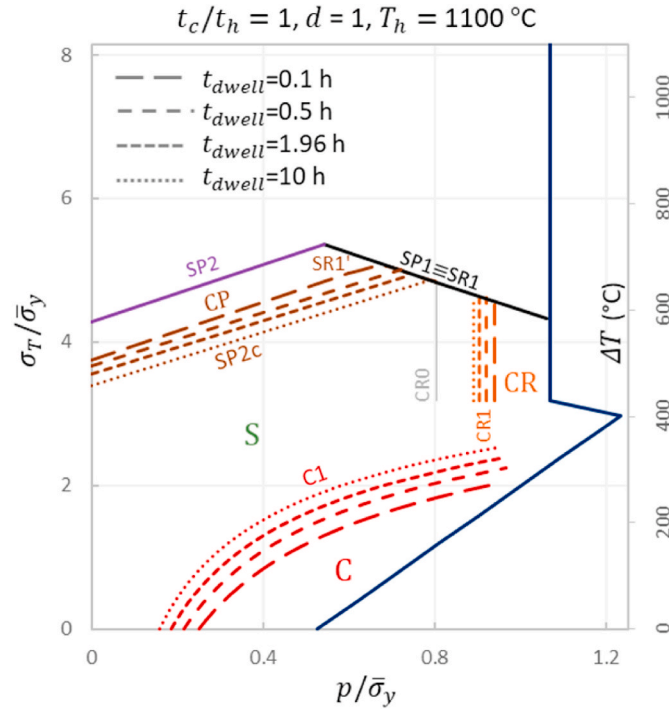 t_c/t_h = 1, d = 1, T_h = 1100 °C
t_dwell=0.1 h
t_dwell=0.5 h
t_dwell=1.96 h
t_dwell=10 h
8
6
4
2
0
σ_T/σ̄_y
1000
800
600
400
200
0
ΔT (°C)
SP2
SR1'
SP1≡SR1
CP
SP2c
CR0
CR
CR1
S
C1
C
0
0.4
0.8
1.2
p/σ̄_y